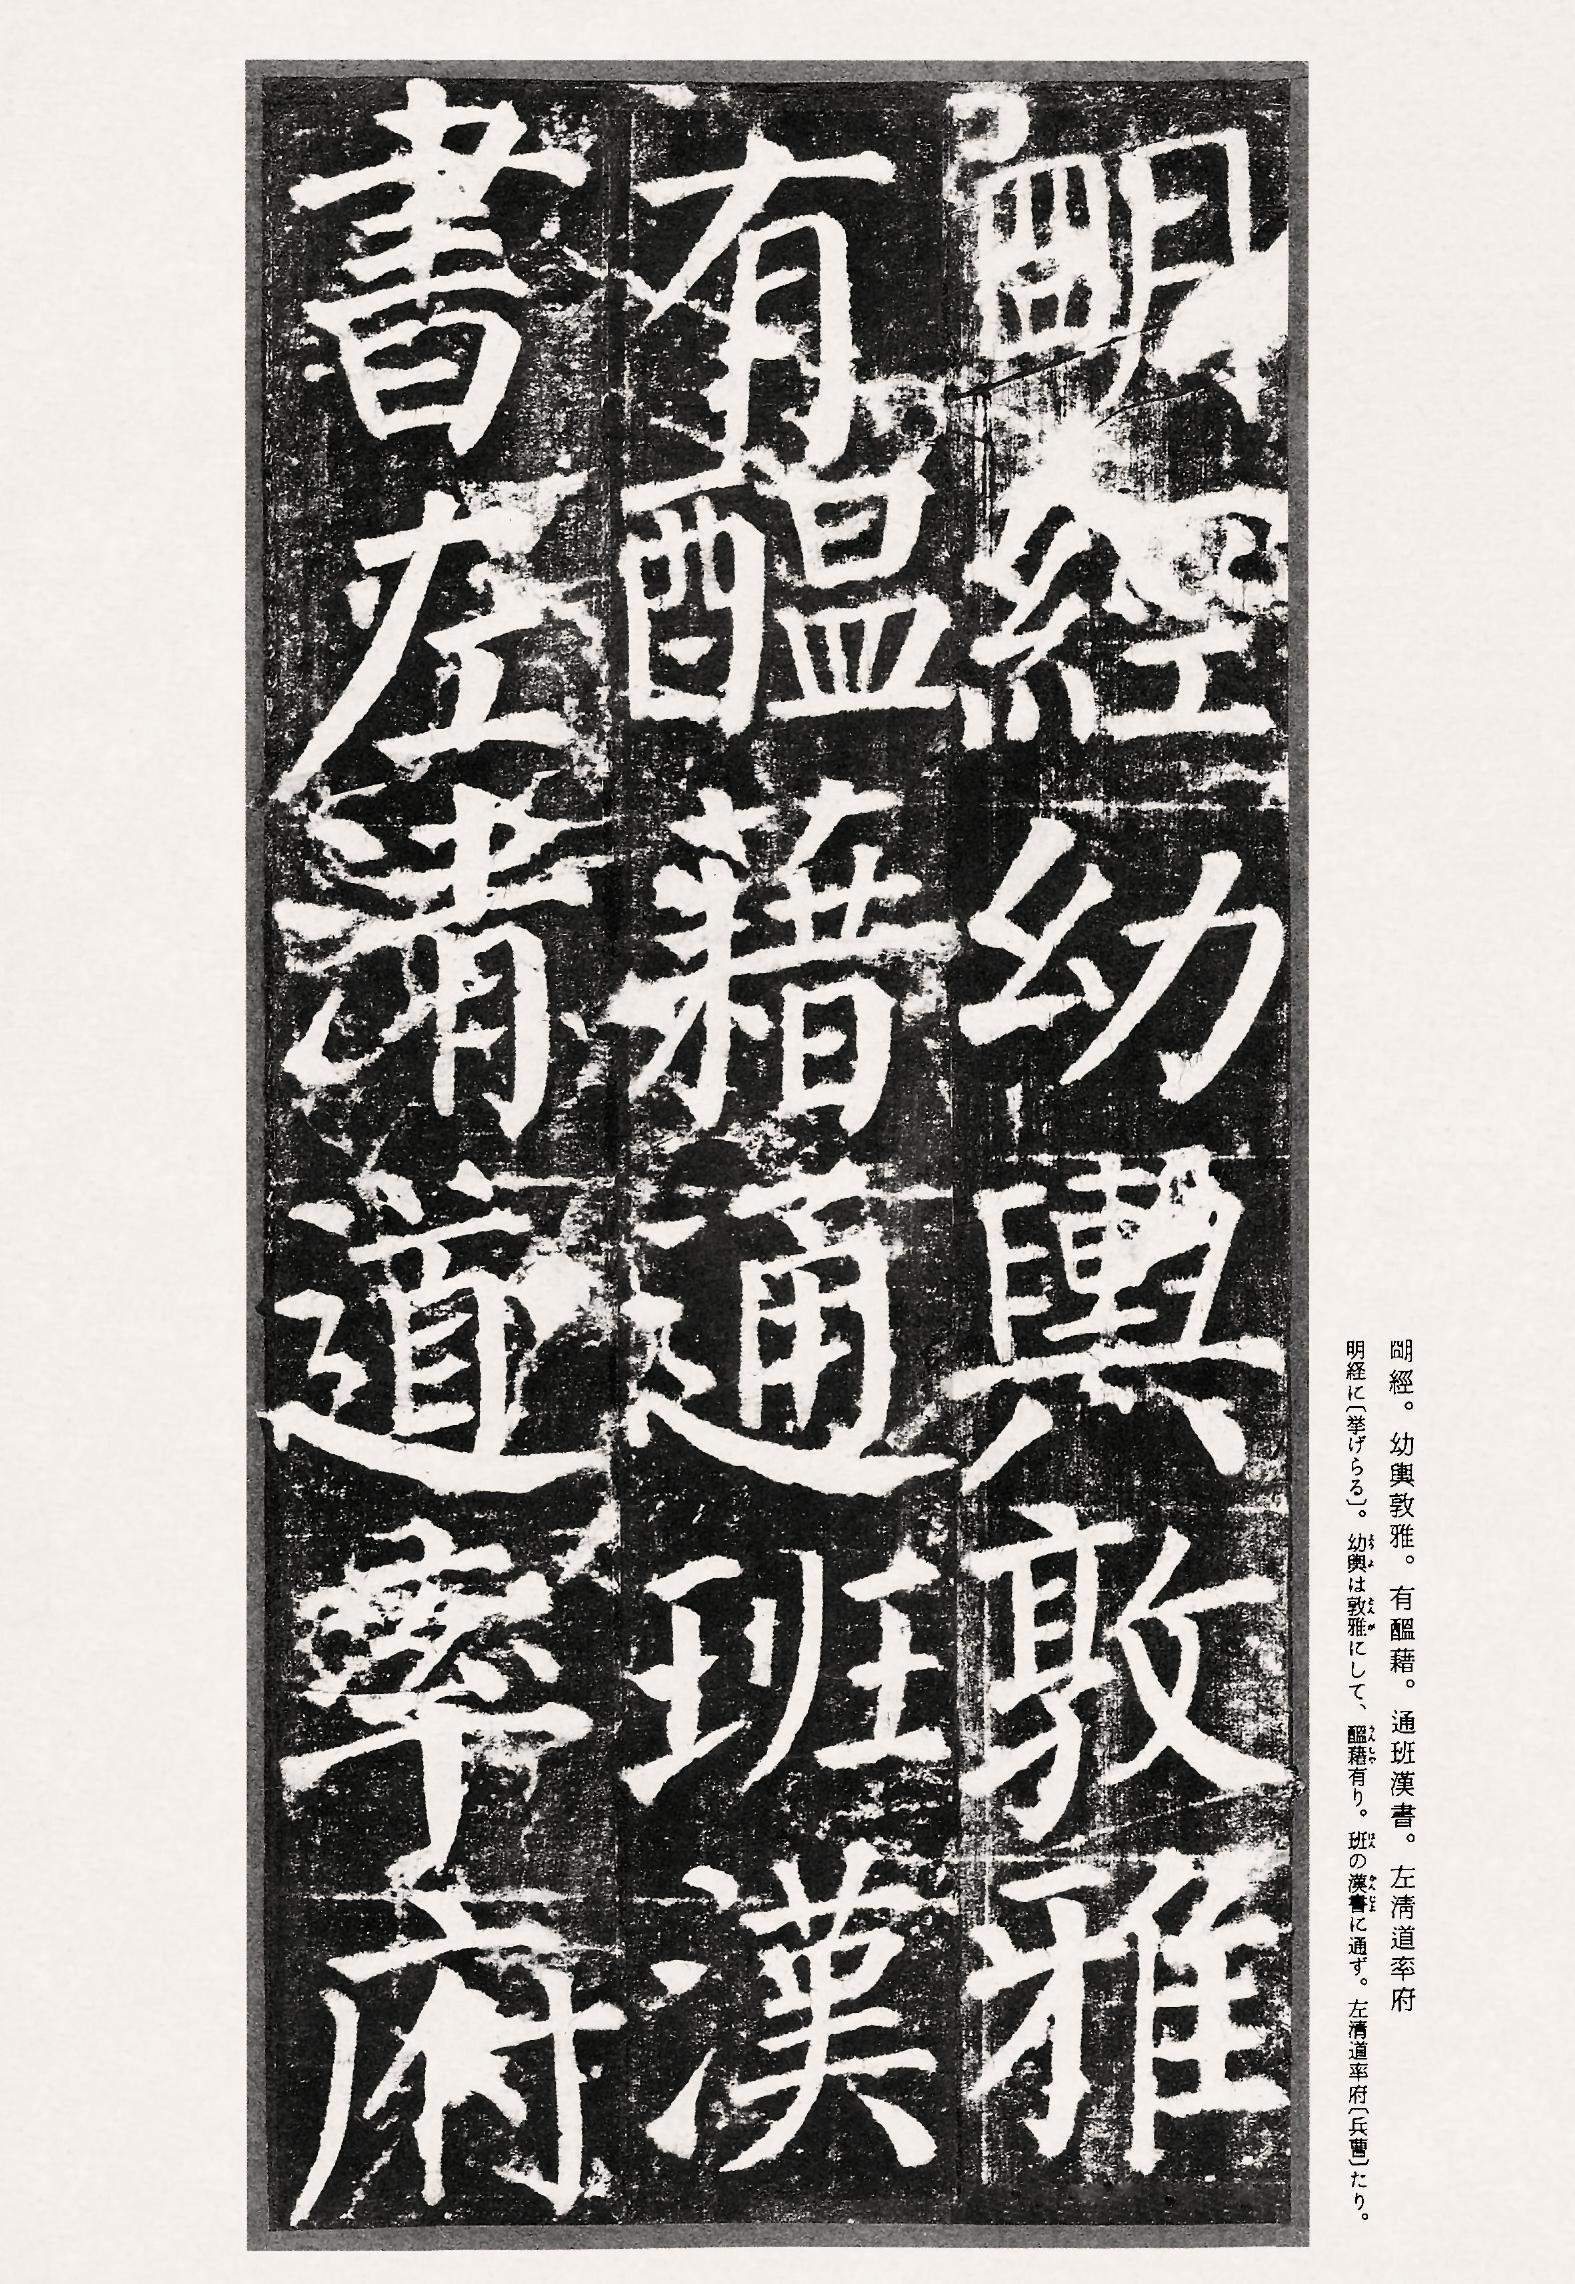 朙經。幼輿敦雅。有醞藉。通班漢書。左清道率府
明経に〔挙げらる〕。幼輿は敦雅にして、醞藉有り。班の漢書に通ず。左清道率府〔兵曹〕たり。
朙經幼輿敦雅
有醞藉通班漢
書左清道率府